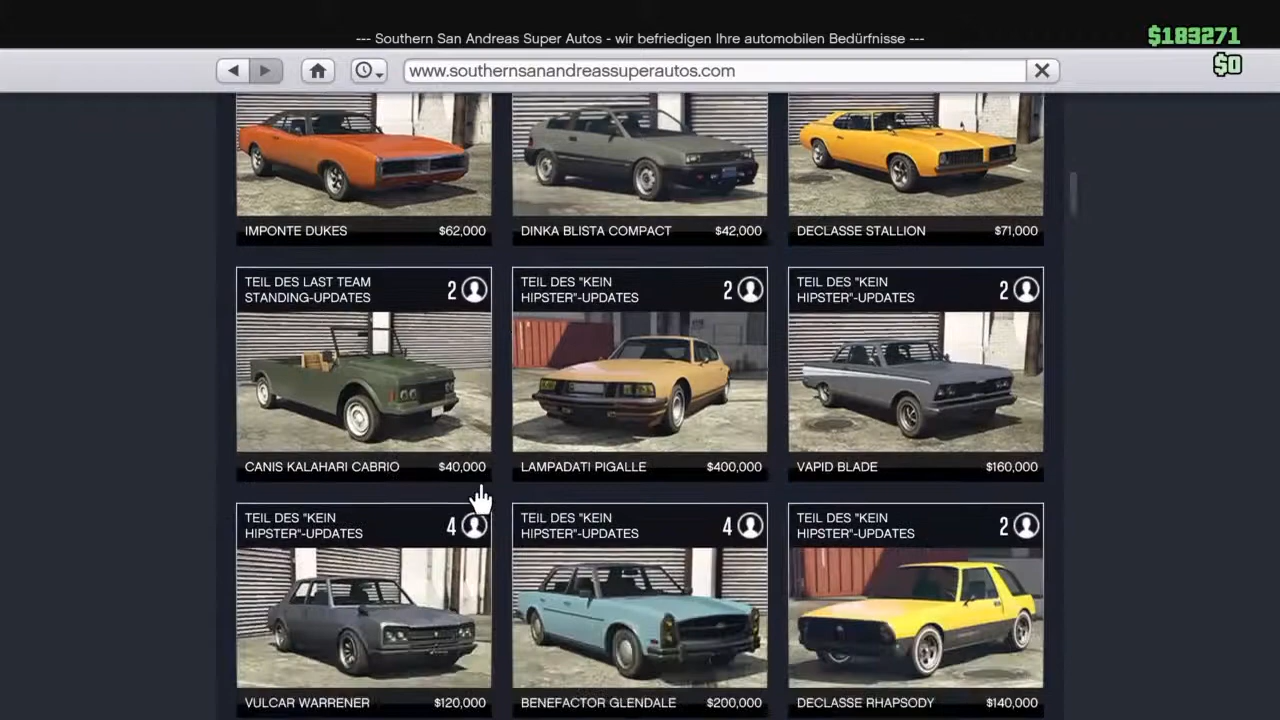 --- Southern San Andreas Super Autos - wir befriedigen Ihre automobilen Bedürfnisse ---
$183271
$0
www.southernsanandreassuperautos.com
IMPONTE DUKES $62,000
DINKA BLISTA COMPACT $42,000
DECLASSE STALLION $71,000
TEIL DES LAST TEAM
STANDING-UPDATES
2
TEIL DES "KEIN
HIPSTER"-UPDATES
2
TEIL DES "KEIN
HIPSTER"-UPDATES
2
CANIS KALAHARI CABRIO $40,000
LAMPADATI PIGALLE $400,000
VAPID BLADE $160,000
TEIL DES "KEIN
HIPSTER"-UPDATES
4
TEIL DES "KEIN
HIPSTER"-UPDATES
4
TEIL DES "KEIN
HIPSTER"-UPDATES
2
VULCAR WARRENER $120,000
BENEFACTOR GLENDALE $200,000
DECLASSE RHAPSODY $140,000